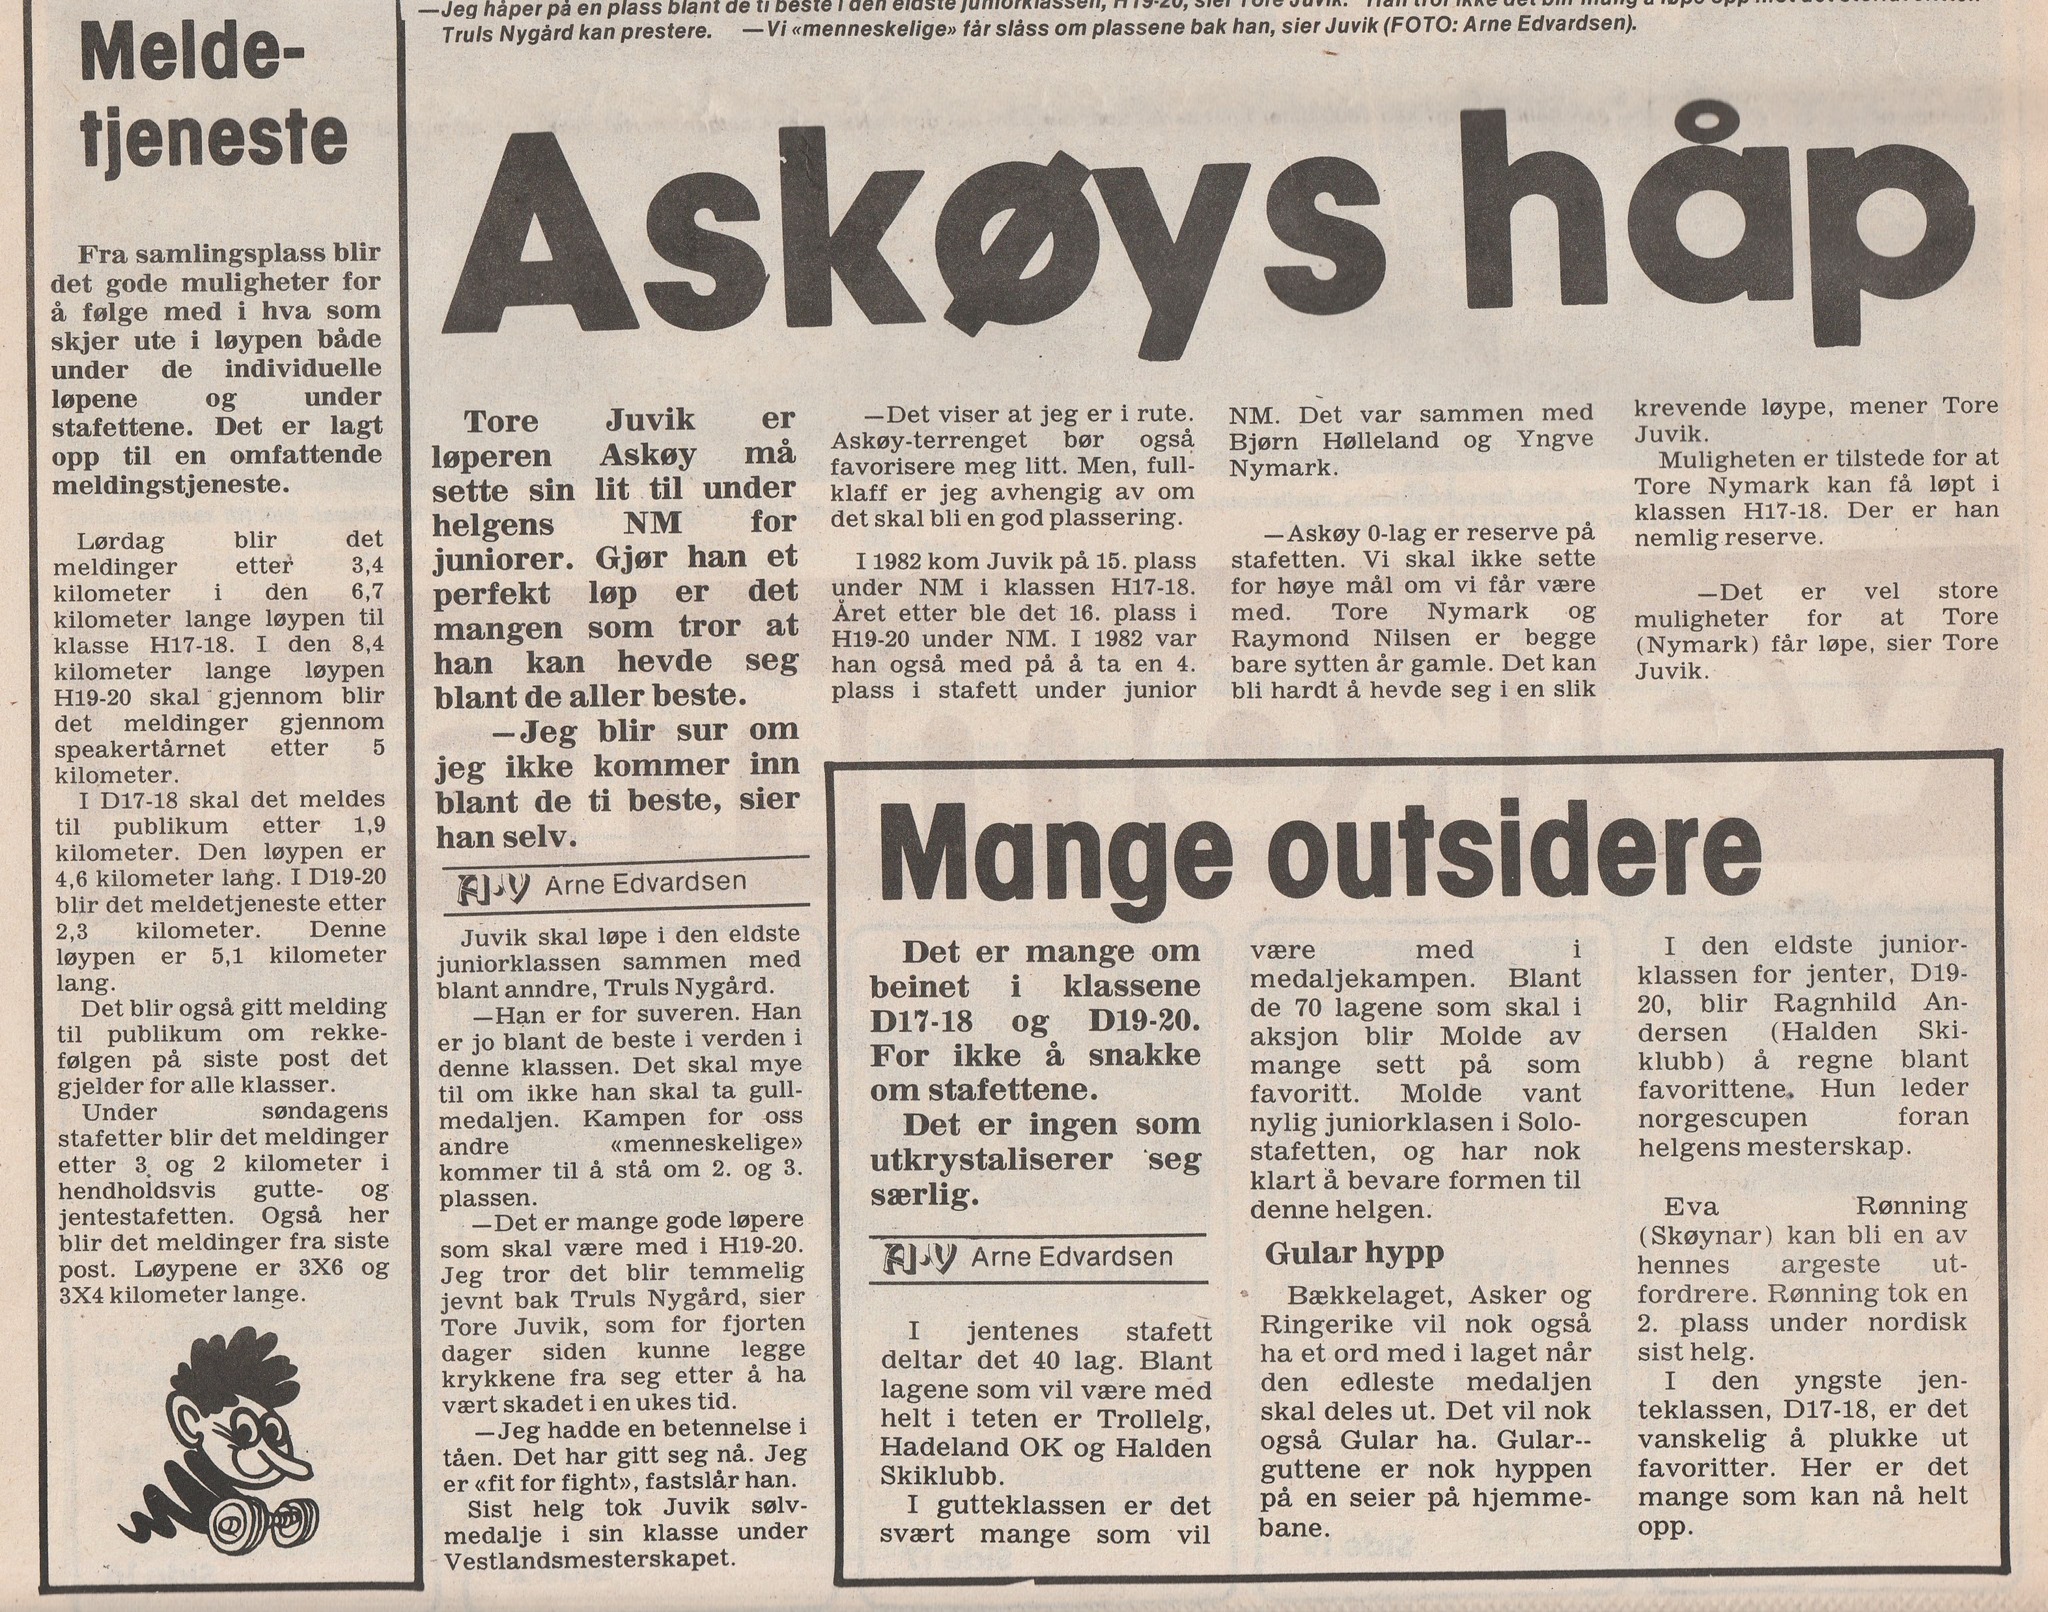 —Jeg håper på en plass blant de ti beste i den eldste juniorklassen, H19-20, sier Tore Juvik.
Truls Nygård kan prestere. —Vi «menneskelige» får slåss om plassene bak han, sier Juvik (FOTO: Arne Edvardsen).
Melde-
tjeneste
Fra samlingsplass blir
det gode muligheter for
å følge med i hva som
skjer ute i løypen både
under de individuelle
løpene og under
stafettene. Det er lagt
opp til en omfattende
meldingstjeneste.
Lørdag blir det
meldinger etter 3,4
kilometer i den 6,7
kilometer lange løypen til
klasse H17-18. I den 8,4
kilometer lange løypen
H19-20 skal gjennom blir
det meldinger gjennom
speakertårnet etter 5
kilometer.
I D17-18 skal det meldes
til publikum etter 1,9
kilometer. Den løypen er
4,6 kilometer lang. I D19-20
blir det meldetjeneste etter
2,3 kilometer. Denne
løypen er 5,1 kilometer
lang.
Det blir også gitt melding
til publikum om rekke-
følgen på siste post det
gjelder for alle klasser.
Under søndagens
stafetter blir det meldinger
etter 3 og 2 kilometer i
hendholdsvis gutte- og
jentestafetten. Også her
blir det meldinger fra siste
post. Løypene er 3X6 og
3X4 kilometer lange.
Askøys håp
Tore Juvik er
løperen Askøy må
sette sin lit til under
helgens NM for
juniorer. Gjør han et
perfekt løp er det
mangen som tror at
han kan hevde seg
blant de aller beste.
—Jeg blir sur om
jeg ikke kommer inn
blant de ti beste, sier
han selv.
AV Arne Edvardsen
Juvik skal løpe i den eldste
juniorklassen sammen med
blant anndre, Truls Nygård.
—Han er for suveren. Han
er jo blant de beste i verden i
denne klassen. Det skal mye
til om ikke han skal ta gull-
medaljen. Kampen for oss
andre «menneskelige»
kommer til å stå om 2. og 3.
plassen.
—Det er mange gode løpere
som skal være med i H19-20.
Jeg tror det blir temmelig
jevnt bak Truls Nygård, sier
Tore Juvik, som for fjorten
dager siden kunne legge
krykkene fra seg etter å ha
vært skadet i en ukes tid.
—Jeg hadde en betennelse i
tåen. Det har gitt seg nå. Jeg
er «fit for fight», fastslår han.
Sist helg tok Juvik sølv-
medalje i sin klasse under
Vestlandsmesterskapet.
—Det viser at jeg er i rute.
Askøy-terrenget bør også
favorisere meg litt. Men, full-
klaff er jeg avhengig av om
det skal bli en god plassering.
I 1982 kom Juvik på 15. plass
under NM i klassen H17-18.
Året etter ble det 16. plass i
H19-20 under NM. I 1982 var
han også med på å ta en 4.
plass i stafett under junior
NM. Det var sammen med
Bjørn Hølleland og Yngve
Nymark.
—Askøy 0-lag er reserve på
stafetten. Vi skal ikke sette
for høye mål om vi får være
med. Tore Nymark og
Raymond Nilsen er begge
bare sytten år gamle. Det kan
bli hardt å hevde seg i en slik
krevende løype, mener Tore
Juvik.
Muligheten er tilstede for at
Tore Nymark kan få løpt i
klassen H17-18. Der er han
nemlig reserve.
—Det er vel store
muligheter for at Tore
(Nymark) får løpe, sier Tore
Juvik.
Mange outsidere
Det er mange om
beinet i klassene
D17-18 og D19-20.
For ikke å snakke
om stafettene.
Det er ingen som
utkrystaliserer seg
særlig.
AV Arne Edvardsen
I jentenes stafett
deltar det 40 lag. Blant
lagene som vil være med
helt i teten er Trollelg,
Hadeland OK og Halden
Skiklubb.
I gutteklassen er det
svært mange som vil
være med i
medaljekampen. Blant
de 70 lagene som skal i
aksjon blir Molde av
mange sett på som
favoritt. Molde vant
nylig juniorklasen i Solo-
stafetten, og har nok
klart å bevare formen til
denne helgen.
Gular hypp
Bækkelaget, Asker og
Ringerike vil nok også
ha et ord med i laget når
den edleste medaljen
skal deles ut. Det vil nok
også Gular ha. Gular--
guttene er nok hyppen
på en seier på hjemme-
bane.
I den eldste junior-
klassen for jenter, D19-
20, blir Ragnhild An-
dersen (Halden Ski-
klubb) å regne blant
favorittene. Hun leder
norgescupen foran
helgens mesterskap.
Eva Rønning
(Skøynar) kan bli en av
hennes argeste ut-
fordrere. Rønning tok en
2. plass under nordisk
sist helg.
I den yngste jen-
teklassen, D17-18, er det
vanskelig å plukke ut
favoritter. Her er det
mange som kan nå helt
opp.